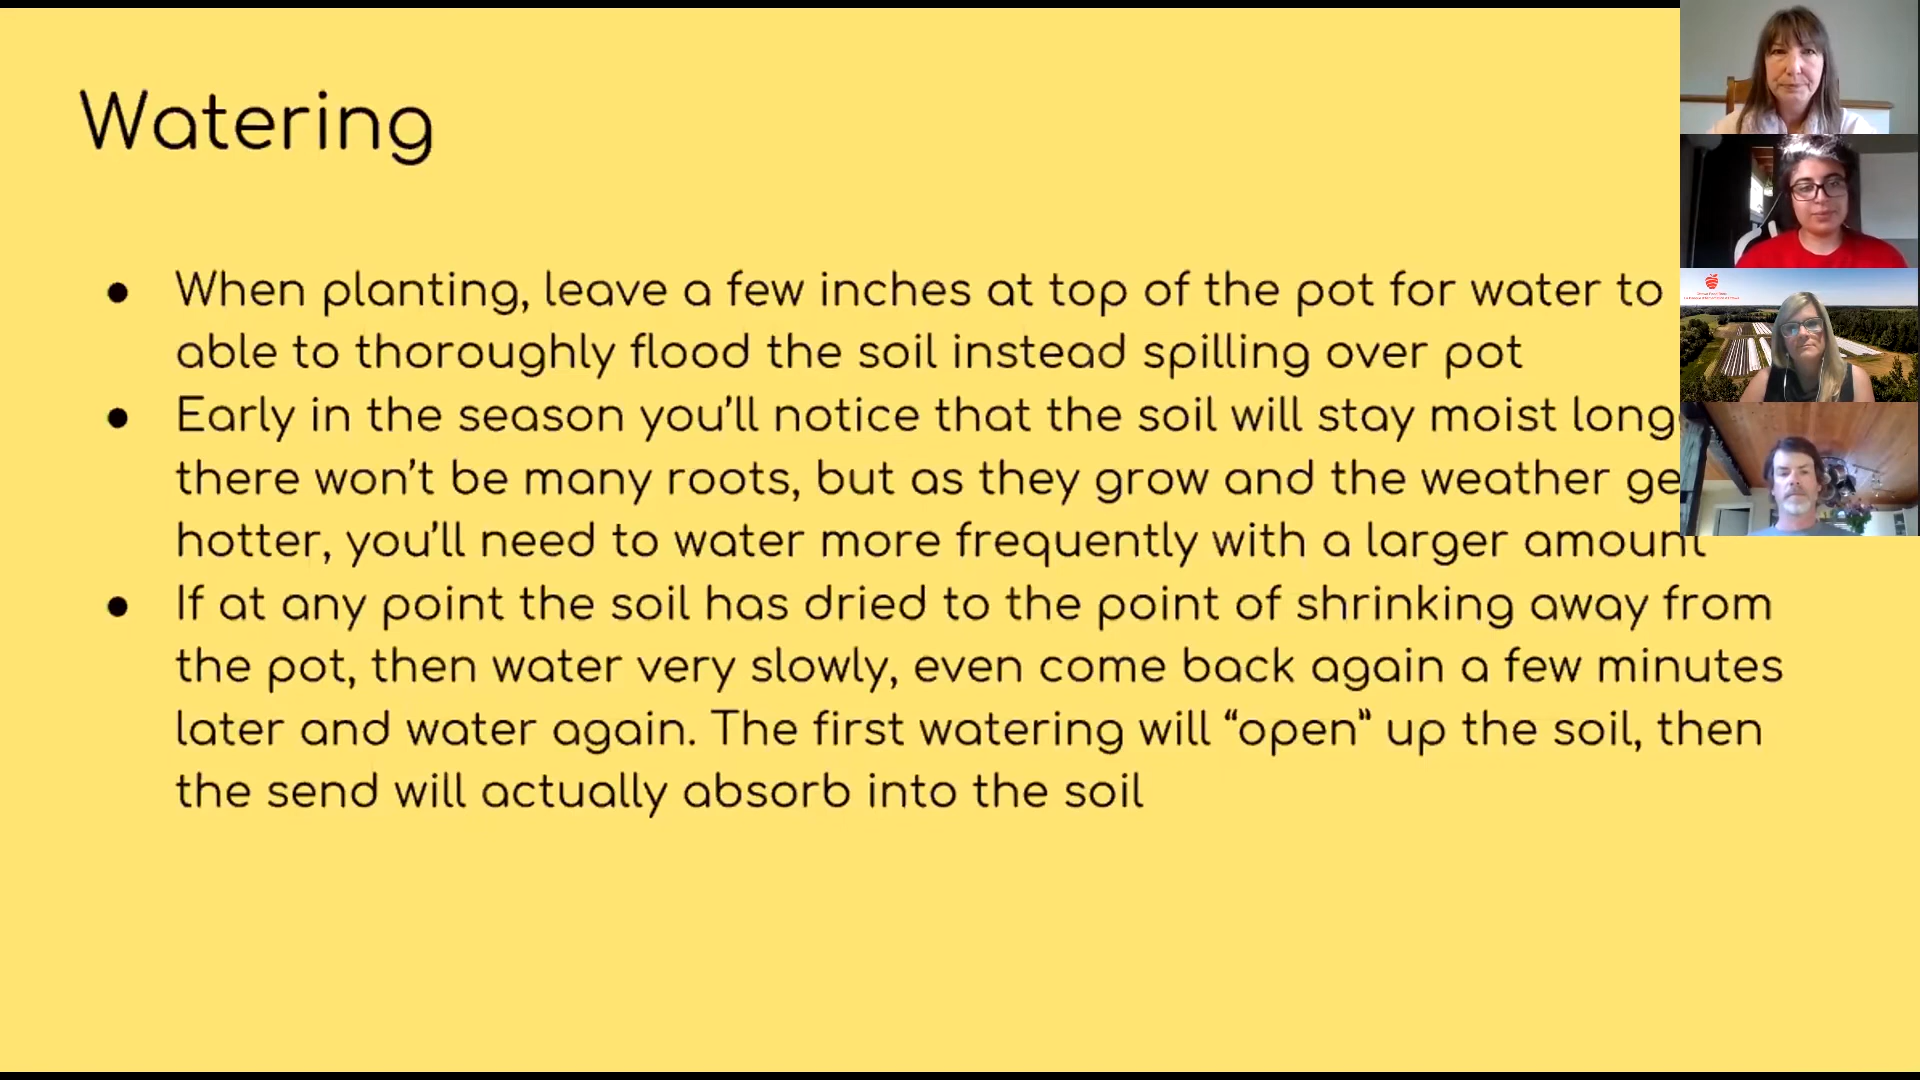 Watering
● When planting, leave a few inches at top of the pot for water to
able to thoroughly flood the soil instead spilling over pot
● Early in the season you’ll notice that the soil will stay moist
there won’t be many roots, but as they grow and the weather
hotter, you’ll need to water more frequently with a larger amount
● If at any point the soil has dried to the point of shrinking away from
the pot, then water very slowly, even come back again a few minutes
later and water again. The first watering will “open” up the soil, then
the send will actually absorb into the soil